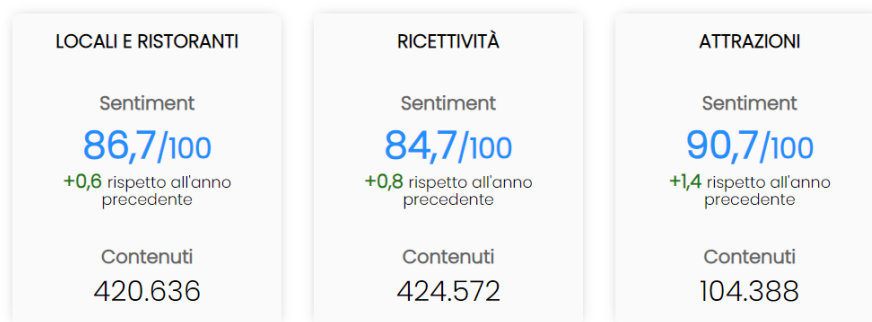 LOCALI E RISTORANTI
Sentiment
86,7/100
+0,6 rispetto all'anno
precedente
Contenuti
420.636
RICETTIVITÀ
Sentiment
84,7/100
+0,8 rispetto all'anno
precedente
Contenuti
424.572
ATTRAZIONI
Sentiment
90,7/100
+1,4 rispetto all'anno
precedente
Contenuti
104.388